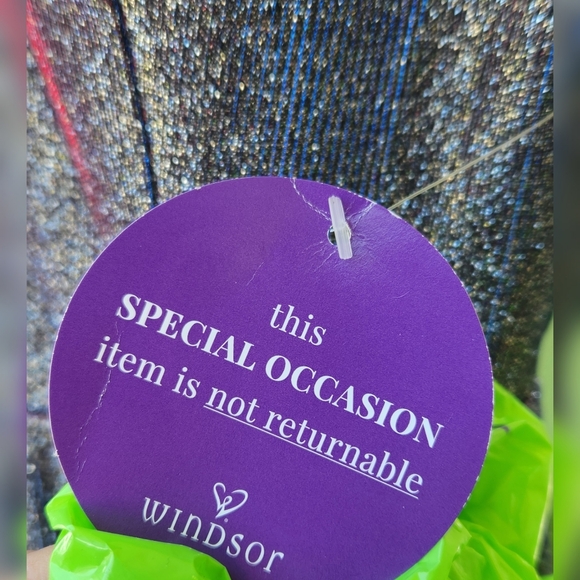 this
SPECIAL OCCASION
item is not returnable
WINDSOR